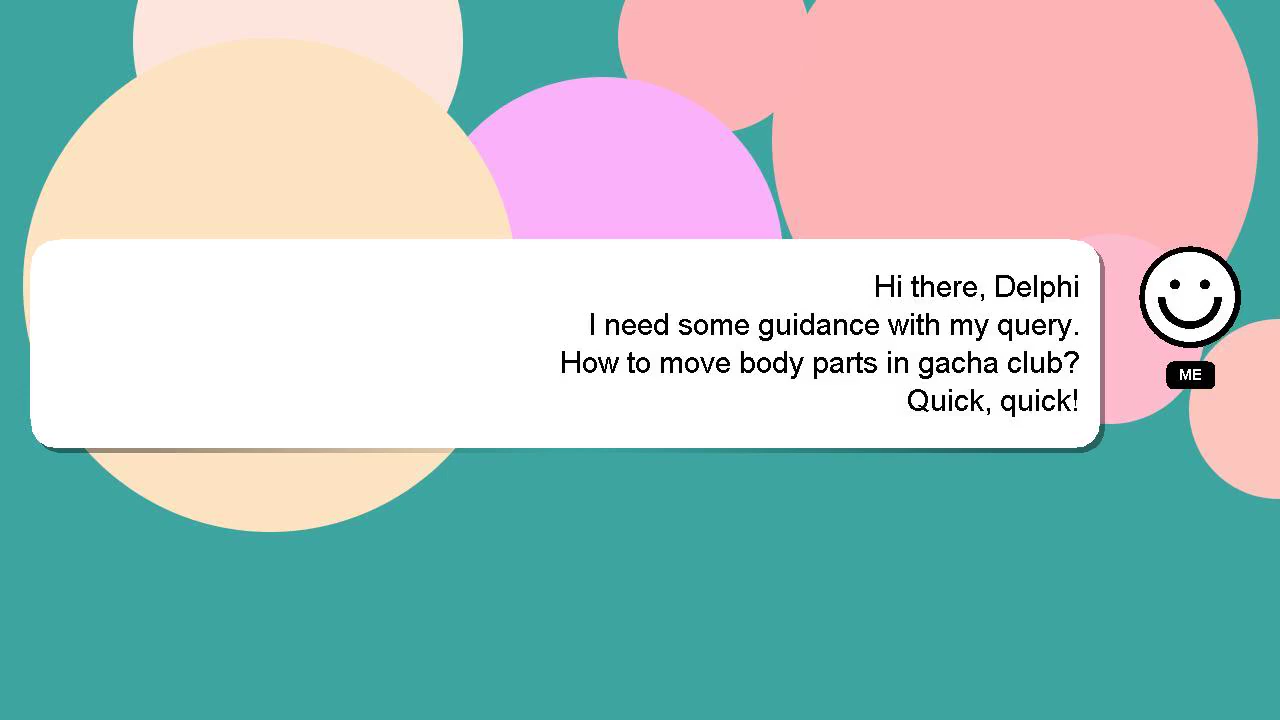 Hi there, Delphi
I need some guidance with my query.
How to move body parts in gacha club?
Quick, quick!
ME